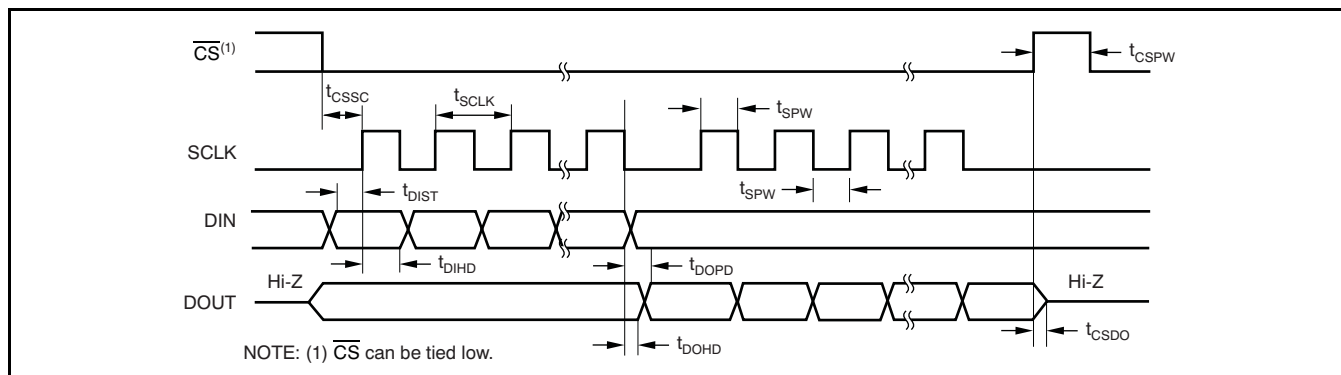 CS(1)
tCSPW
tCSSC
tSCLK
tSPW
SCLK
tDIST
tSPW
DIN
tDIHD
tDOPD
Hi-Z
Hi-Z
DOUT
tCSDO
tDOHD
NOTE: (1) CS can be tied low.